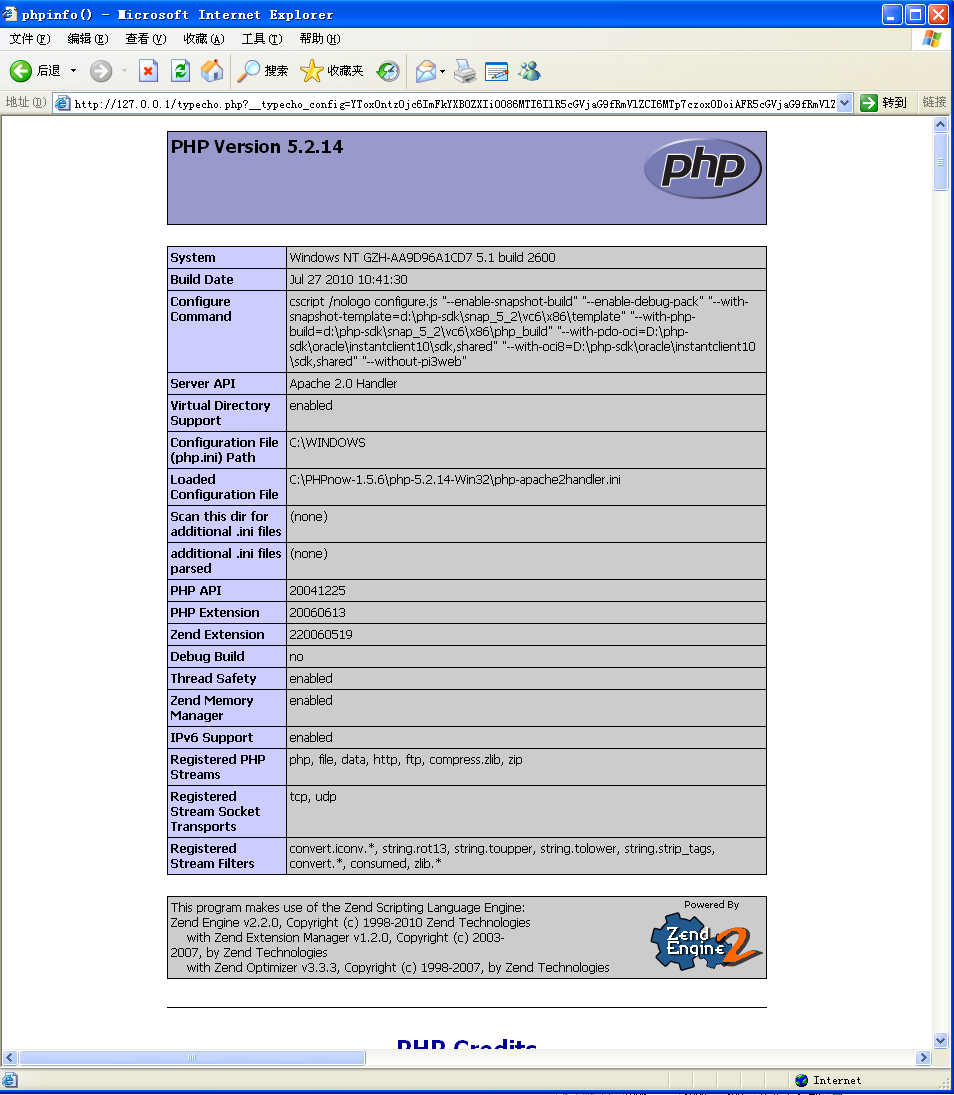 phpinfo() - Microsoft Internet Explorer
文件(F) 编辑(E) 查看(V) 收藏(A) 工具(T) 帮助(H)
后退 搜索 收藏夹
地址(D) http://127.0.0.1/typecho.php?__typecho_config= 转到 链接
PHP Version 5.2.14
php
System Windows NT GZH-AA9D96A1CD7 5.1 build 2600
Build Date Jul 27 2010 10:41:30
Configure cscript /nologo configure.js "--enable-snapshot-build" "--enable-debug-pack" "--with-
Command snapshot-template=d:\php-sdk\snap_5_2\vc6\x86\template" "--with-php-
build=d:\php-sdk\snap_5_2\vc6\x86\php_build" "--with-pdo-oci=D:\php-
sdk\oracle\instantclient10\sdk,shared" "--with-oci8=D:\php-sdk\oracle\instantclient10
\sdk,shared" "--without-pi3web"
Server API Apache 2.0 Handler
Virtual Directory enabled
Support
Configuration File C:\WINDOWS
(php.ini) Path
Loaded C:\PHPnow-1.5.6\php-5.2.14-Win32\php-apache2handler.ini
Configuration File
Scan this dir for (none)
additional .ini files
additional .ini files (none)
parsed
PHP API 20041225
PHP Extension 20060613
Zend Extension 220060519
Debug Build no
Thread Safety enabled
Zend Memory enabled
Manager
IPv6 Support enabled
Registered PHP php, file, data, http, ftp, compress.zlib, zip
Streams
Registered tcp, udp
Stream Socket
Transports
Registered convert.iconv.*, string.rot13, string.toupper, string.tolower, string.strip_tags,
Stream Filters convert.*, consumed, zlib.*
This program makes use of the Zend Scripting Language Engine:
Zend Engine v2.2.0, Copyright (c) 1998-2010 Zend Technologies
with Zend Extension Manager v1.2.0, Copyright (c) 2003-
2007, by Zend Technologies
with Zend Optimizer v3.3.3, Copyright (c) 1998-2007, by Zend Technologies
Powered By
Zend
Engine 2
PHP Credits
Internet